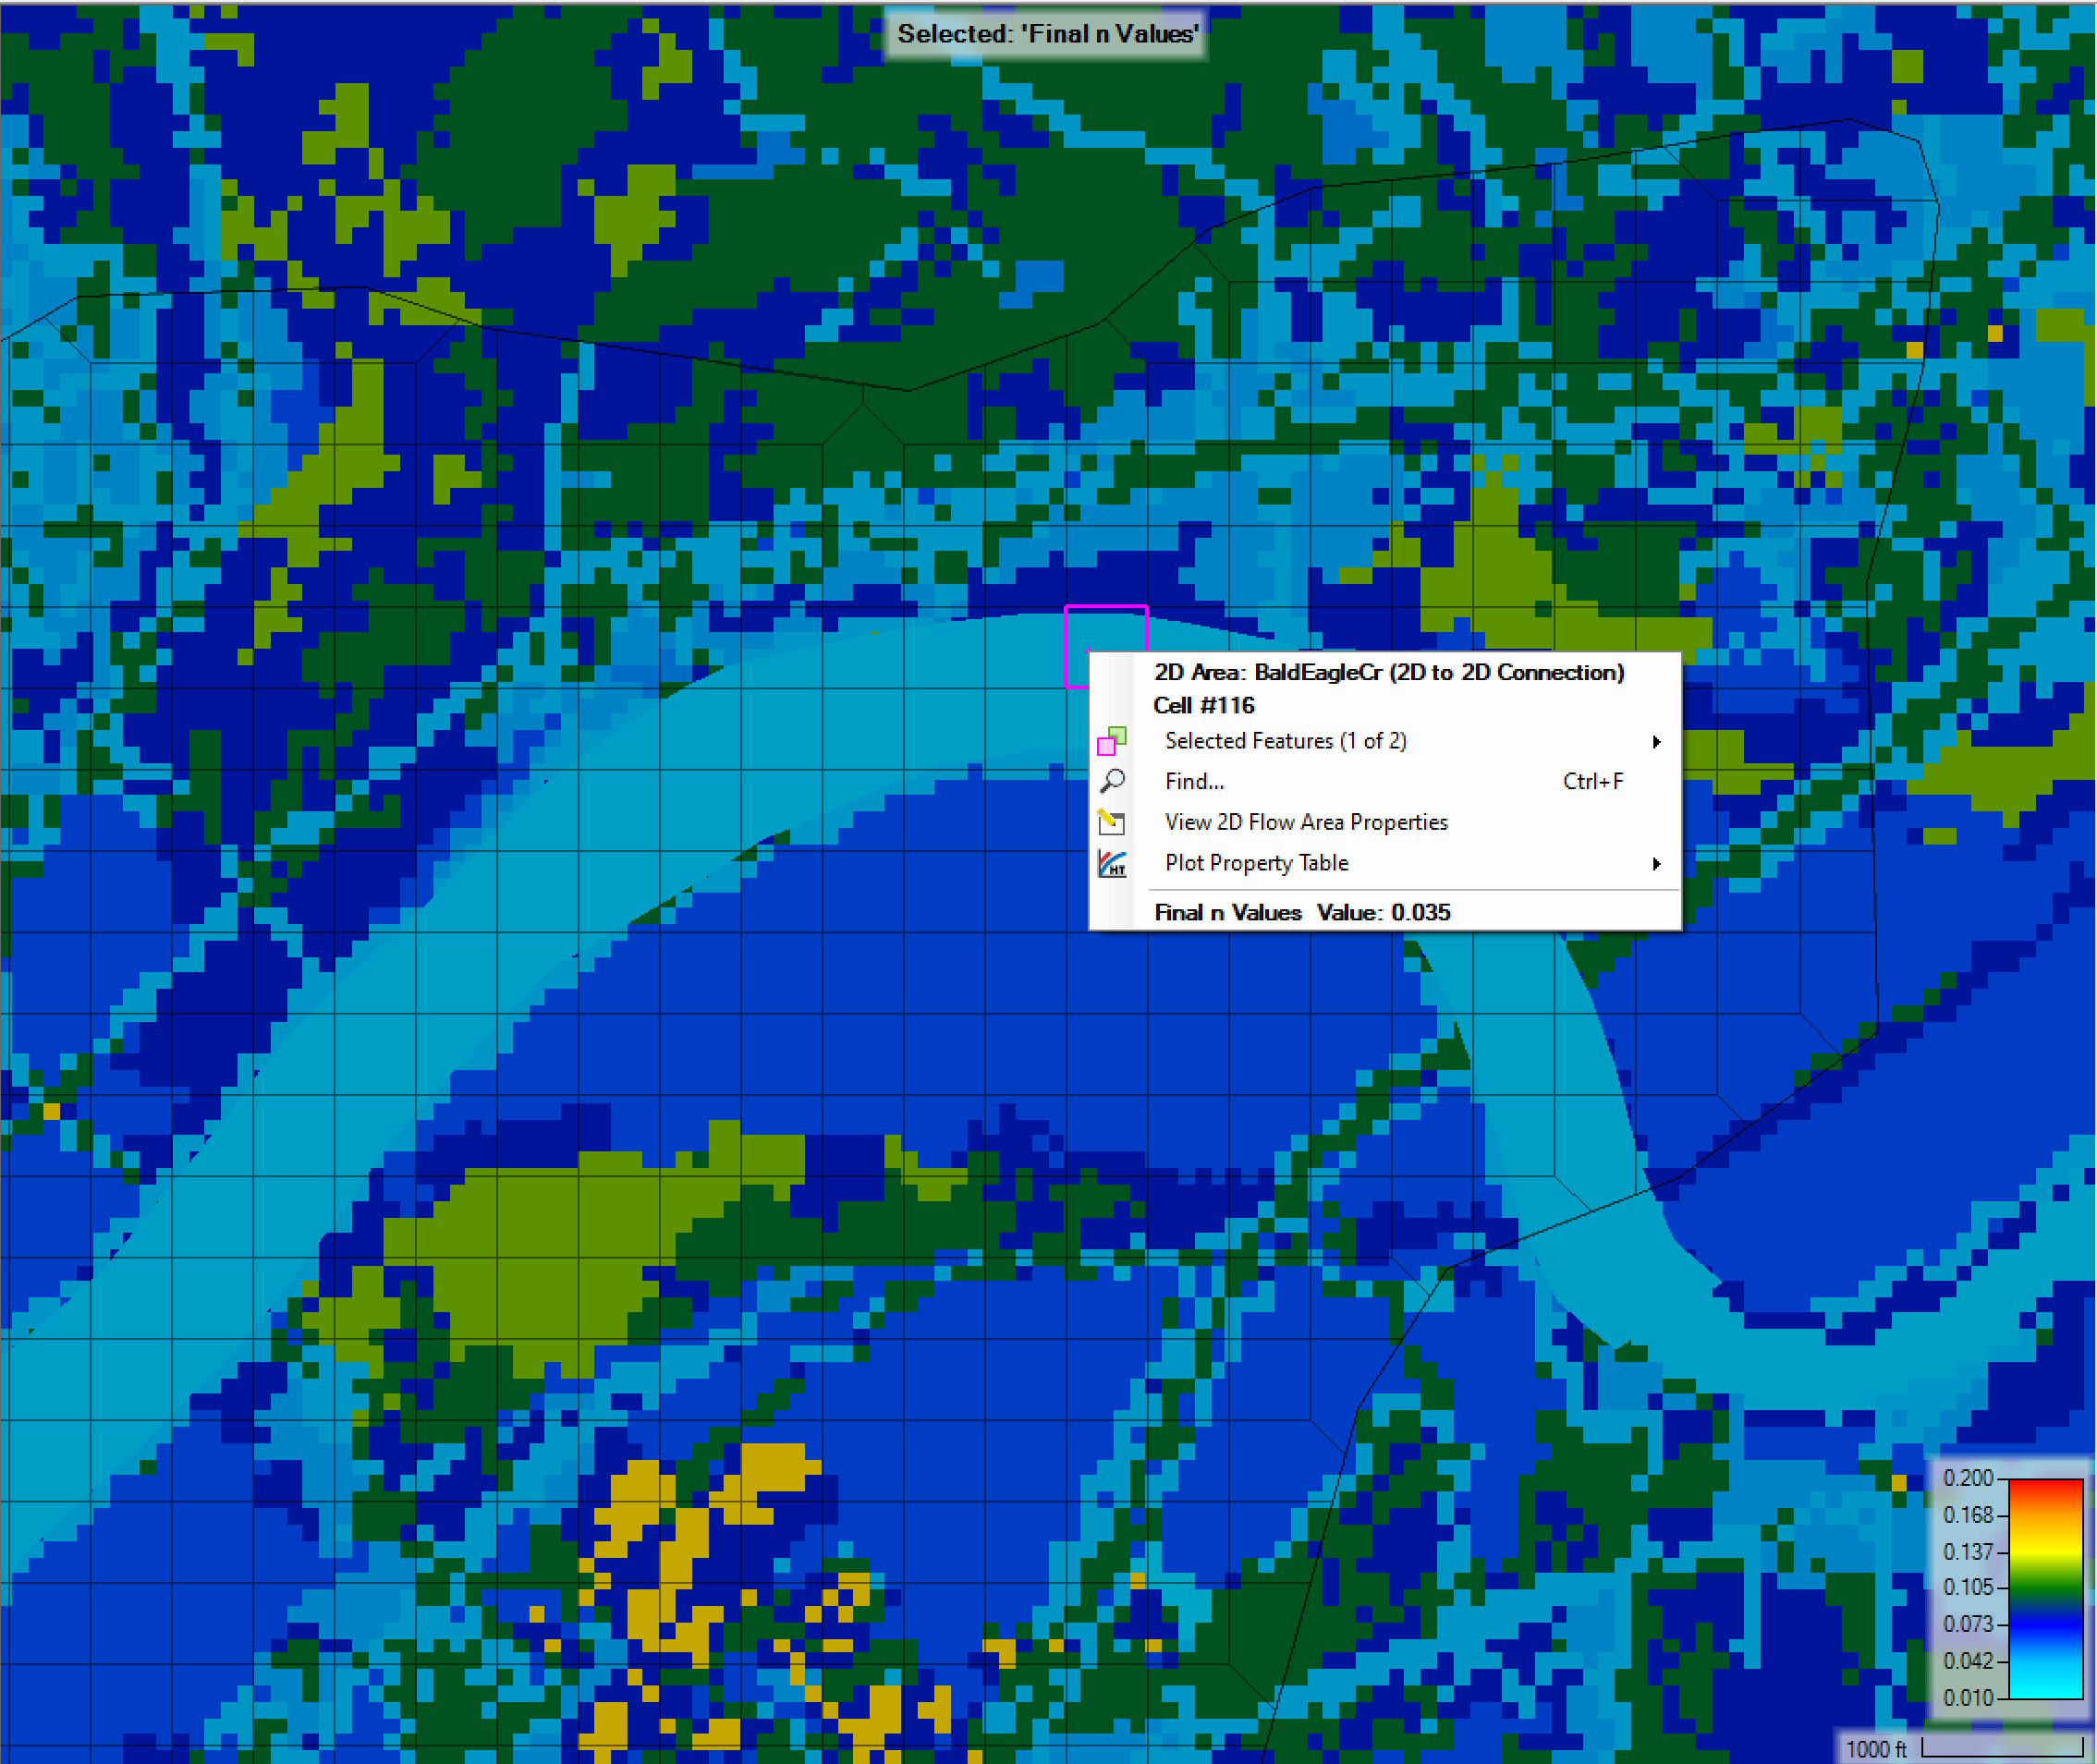 Selected: 'Final n Values'
2D Area: BaldEagleCr (2D to 2D Connection)
Cell #116
Selected Features (1 of 2)
Find... Ctrl+F
View 2D Flow Area Properties
HT Plot Property Table
Final n Values Value: 0.035
0.200
0.168
0.137
0.105
0.073
0.042
0.010
1000 ft